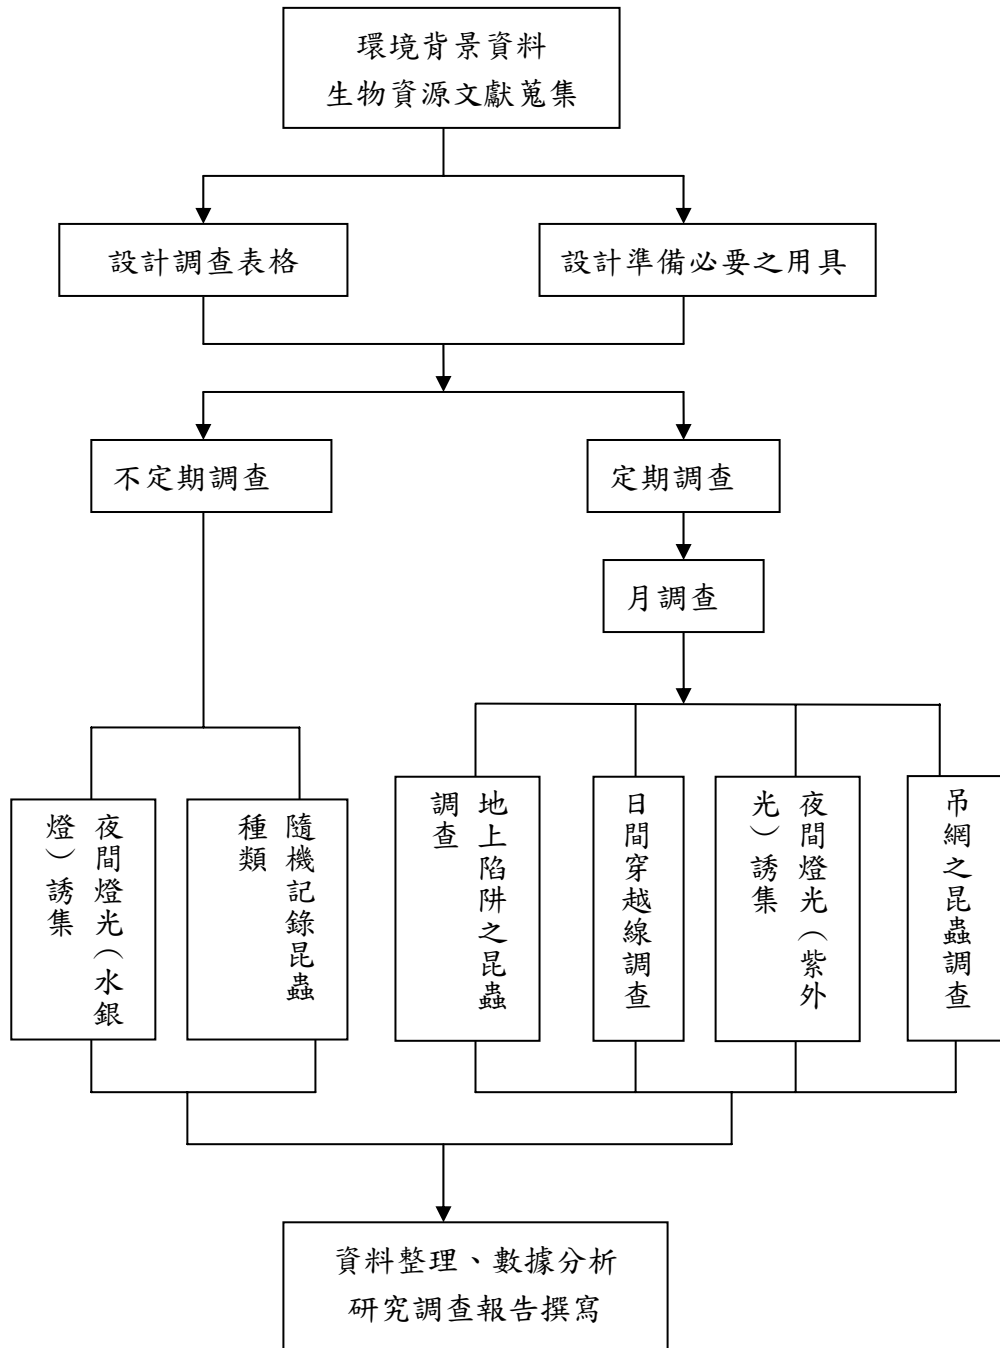 環境背景資料
生物資源文獻蒐集
設計調查表格
設計準備必要之用具
不定期調查
定期調查
月調查
夜間燈光（水銀
燈）誘集
隨機記錄昆蟲
種類
地上陷阱之昆蟲
調查
日間穿越線調查
夜間燈光（紫外
光）誘集
吊網之昆蟲調查
資料整理、數據分析
研究調查報告撰寫